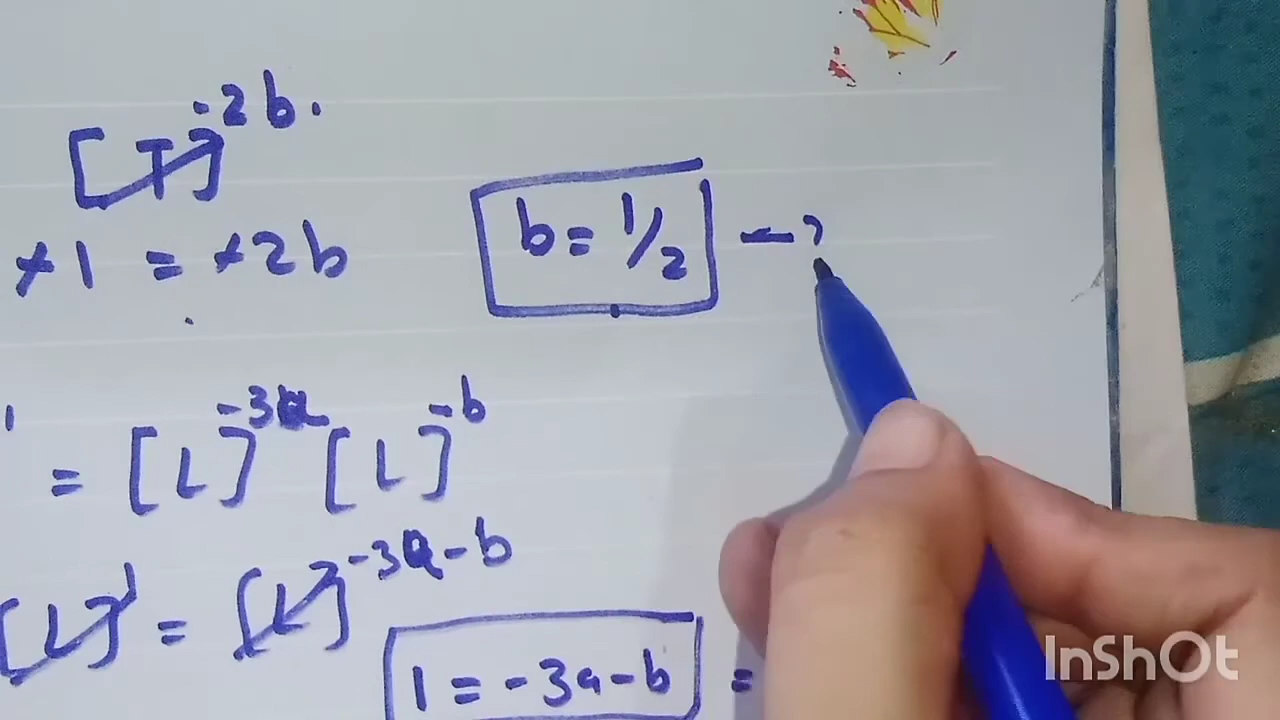 [T]^-2b.
+1 = +2b
b = 1/2 -
= [L]^-3a [L]^-b
[L]^1 = [L]^-3a-b
1 = -3a-b =
InShOt